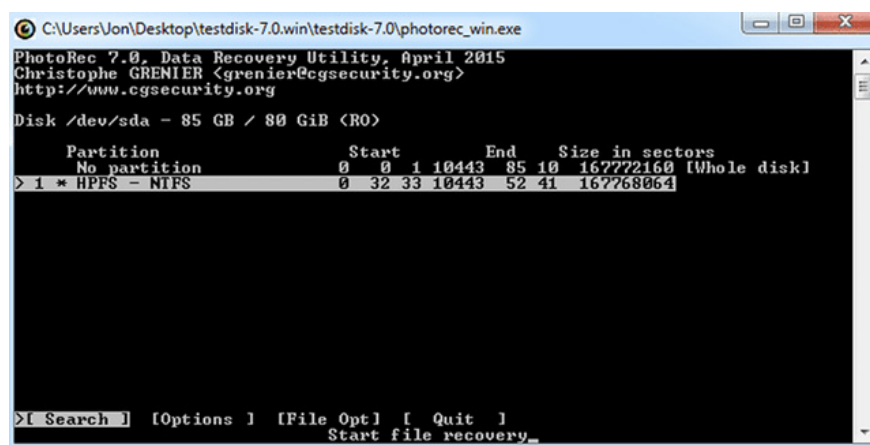 C:\Users\Jon\Desktop\testdisk-7.0.win\testdisk-7.0\photorec_win.exe
PhotoRec 7.0, Data Recovery Utility, April 2015
Christophe GRENIER <grenier@cgsecurity.org>
http://www.cgsecurity.org
Disk /dev/sda - 85 GB / 80 GiB (RO)
Partition Start End Size in sectors
No partition 0 0 1 10443 85 10 167772160 [Whole disk]
> 1 * HPFS - NTFS 0 32 33 10443 52 41 167768064
>[ Search ] [Options ] [File Opt] [ Quit ]
Start file recovery_